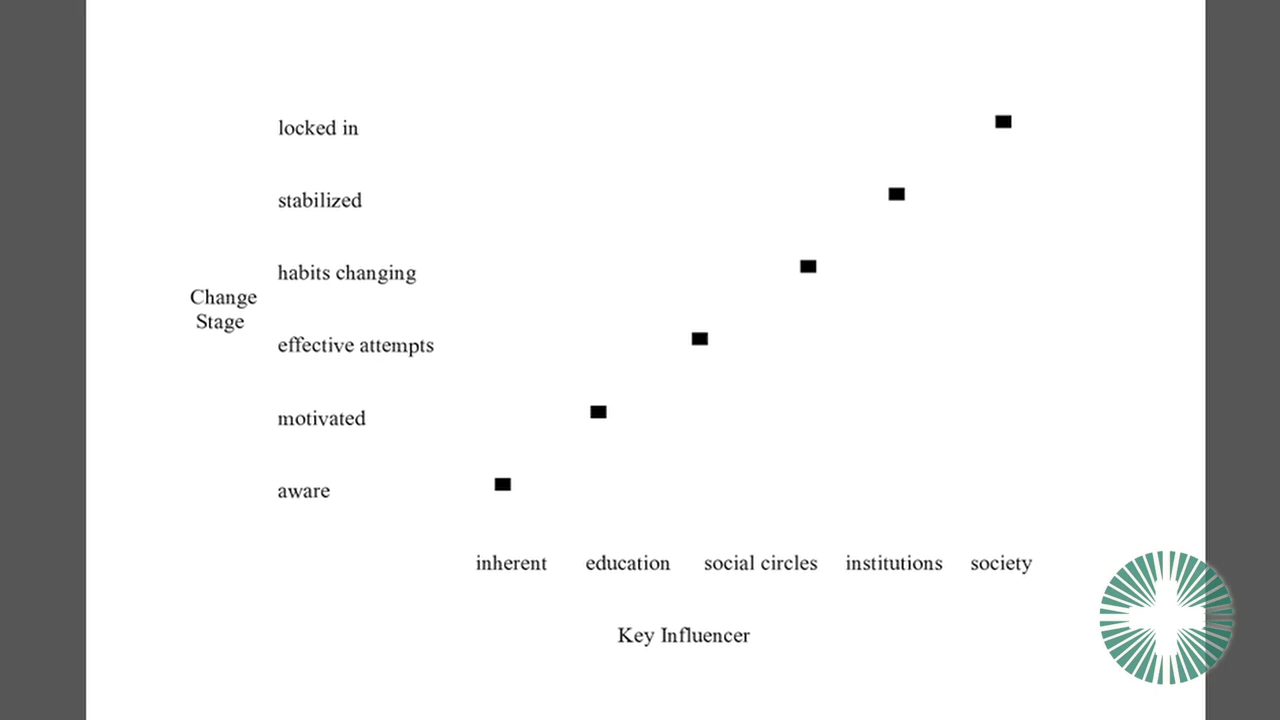 locked in
stabilized
habits changing
Change
Stage
effective attempts
motivated
aware
inherent education social circles institutions society
Key Influencer